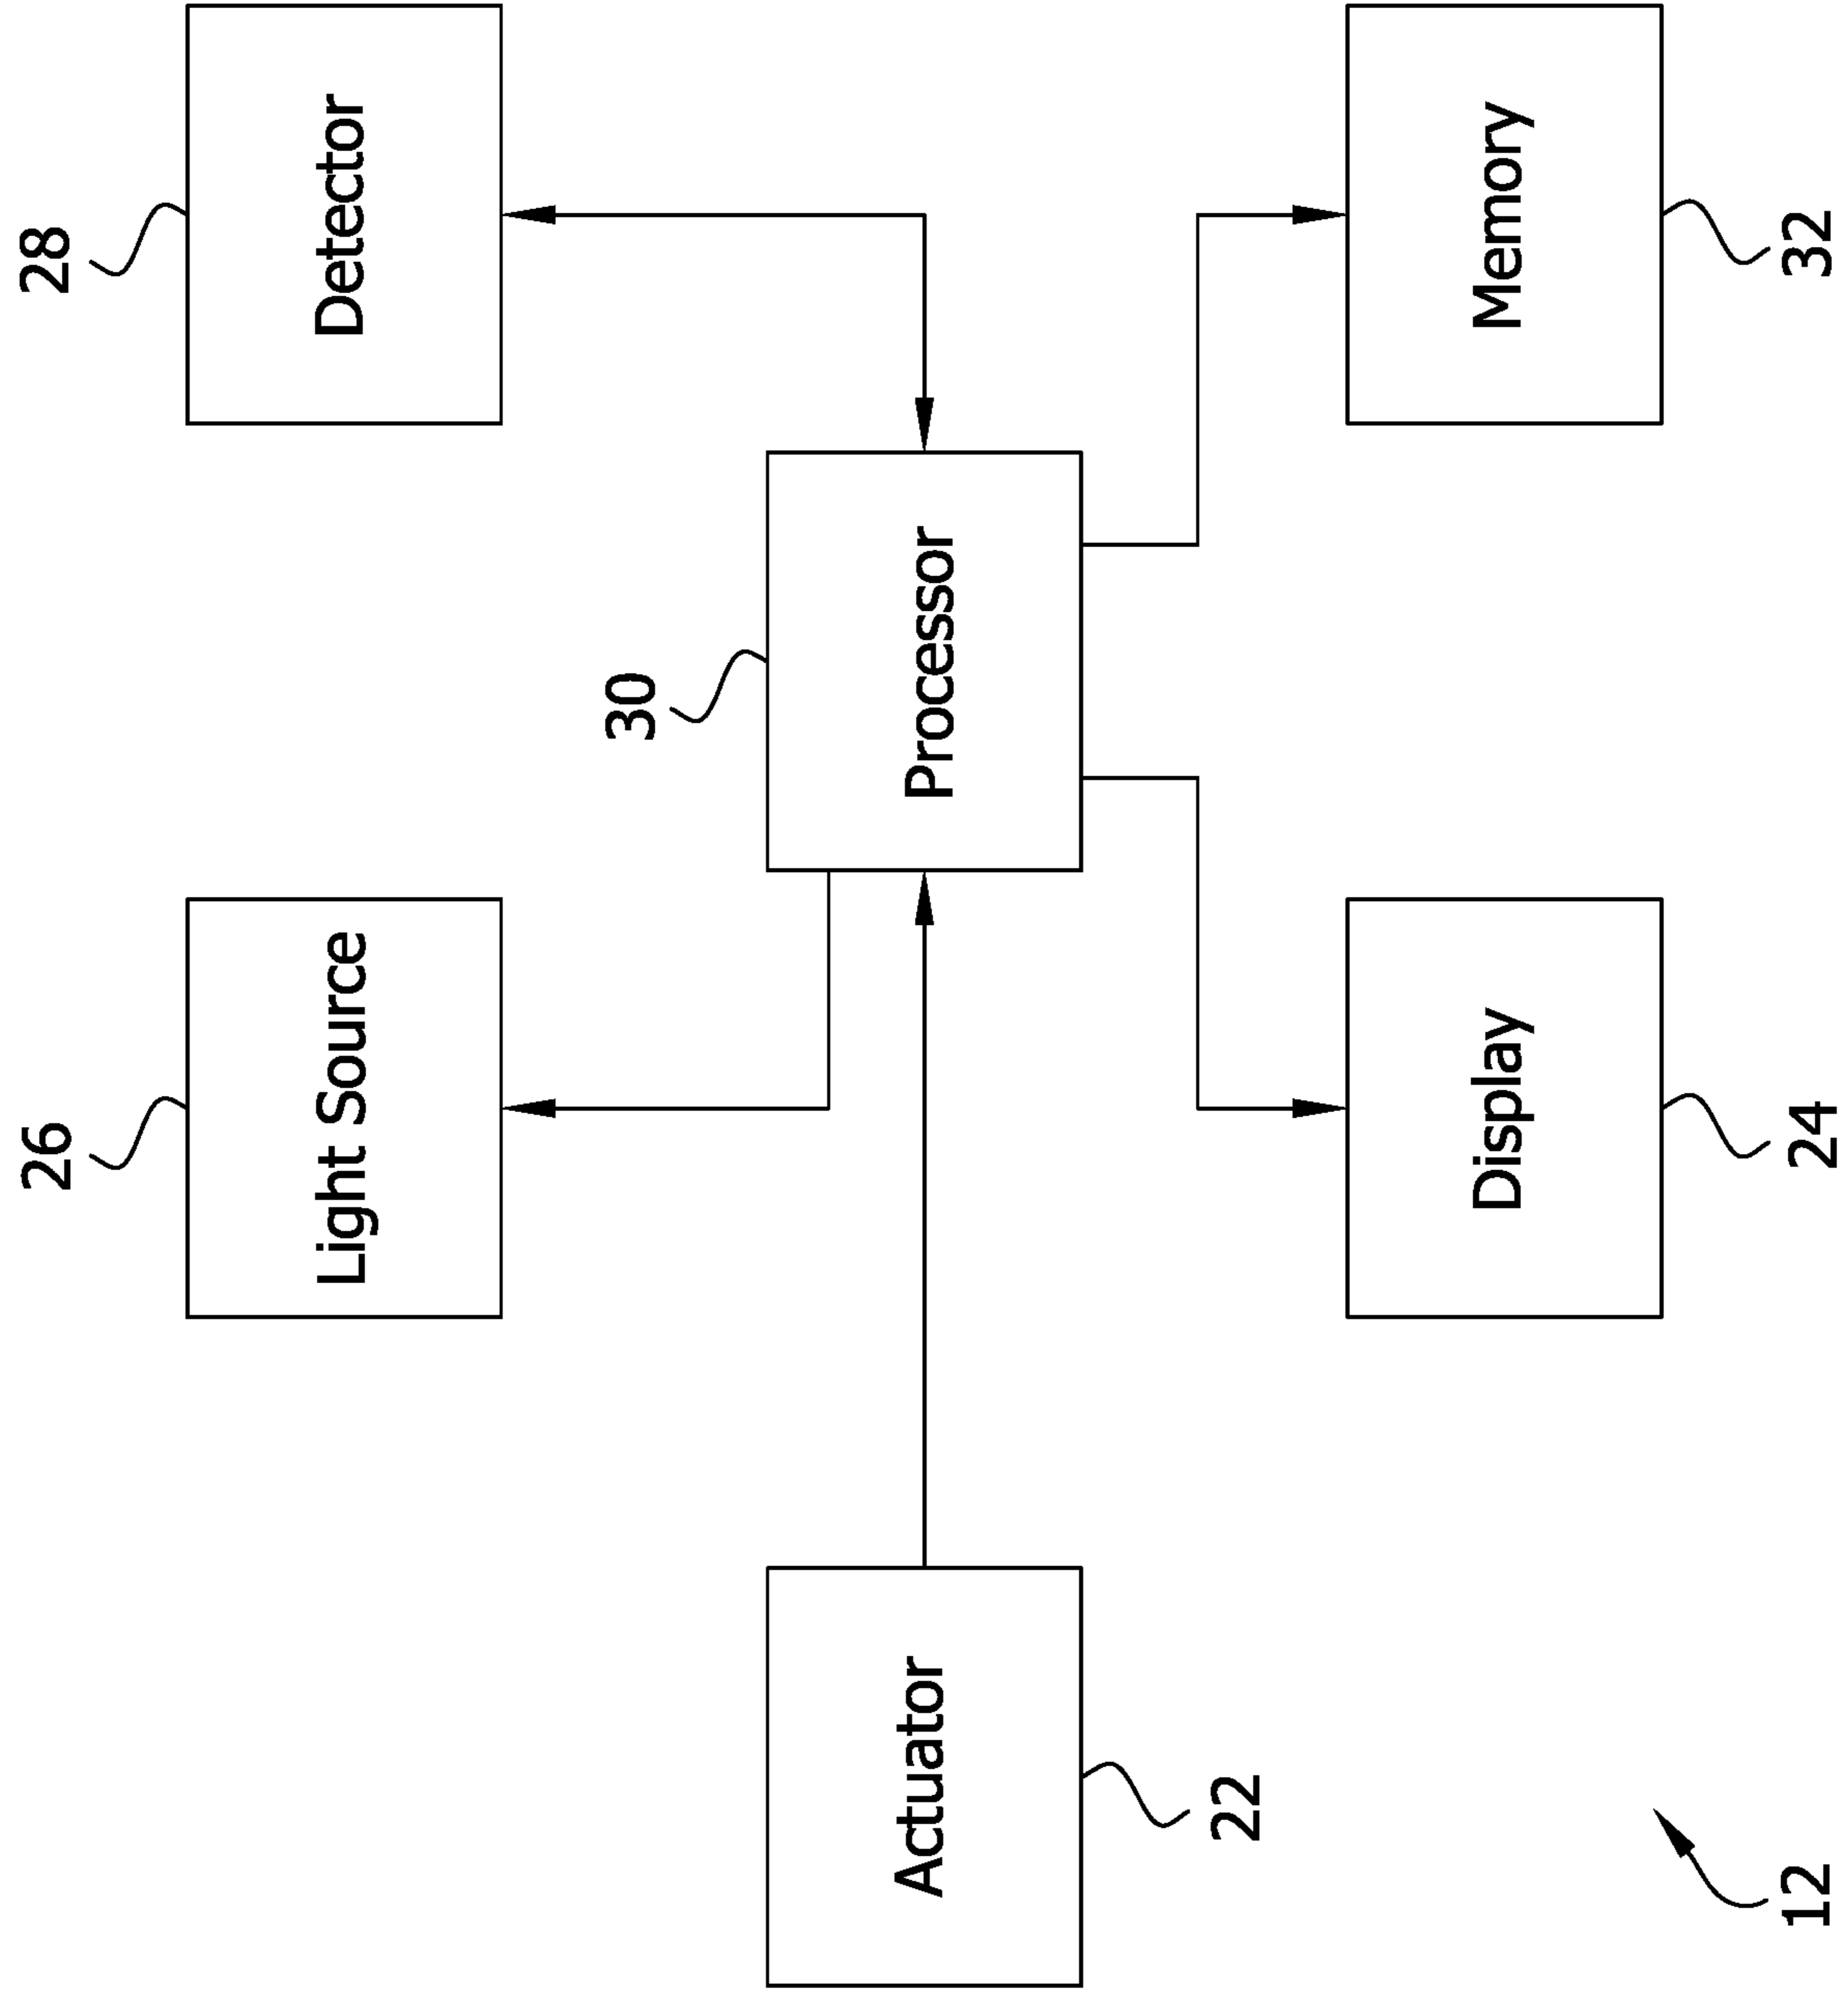 26
28
Light Source
Detector
30
Actuator
Processor
22
Display
Memory
12
24
32